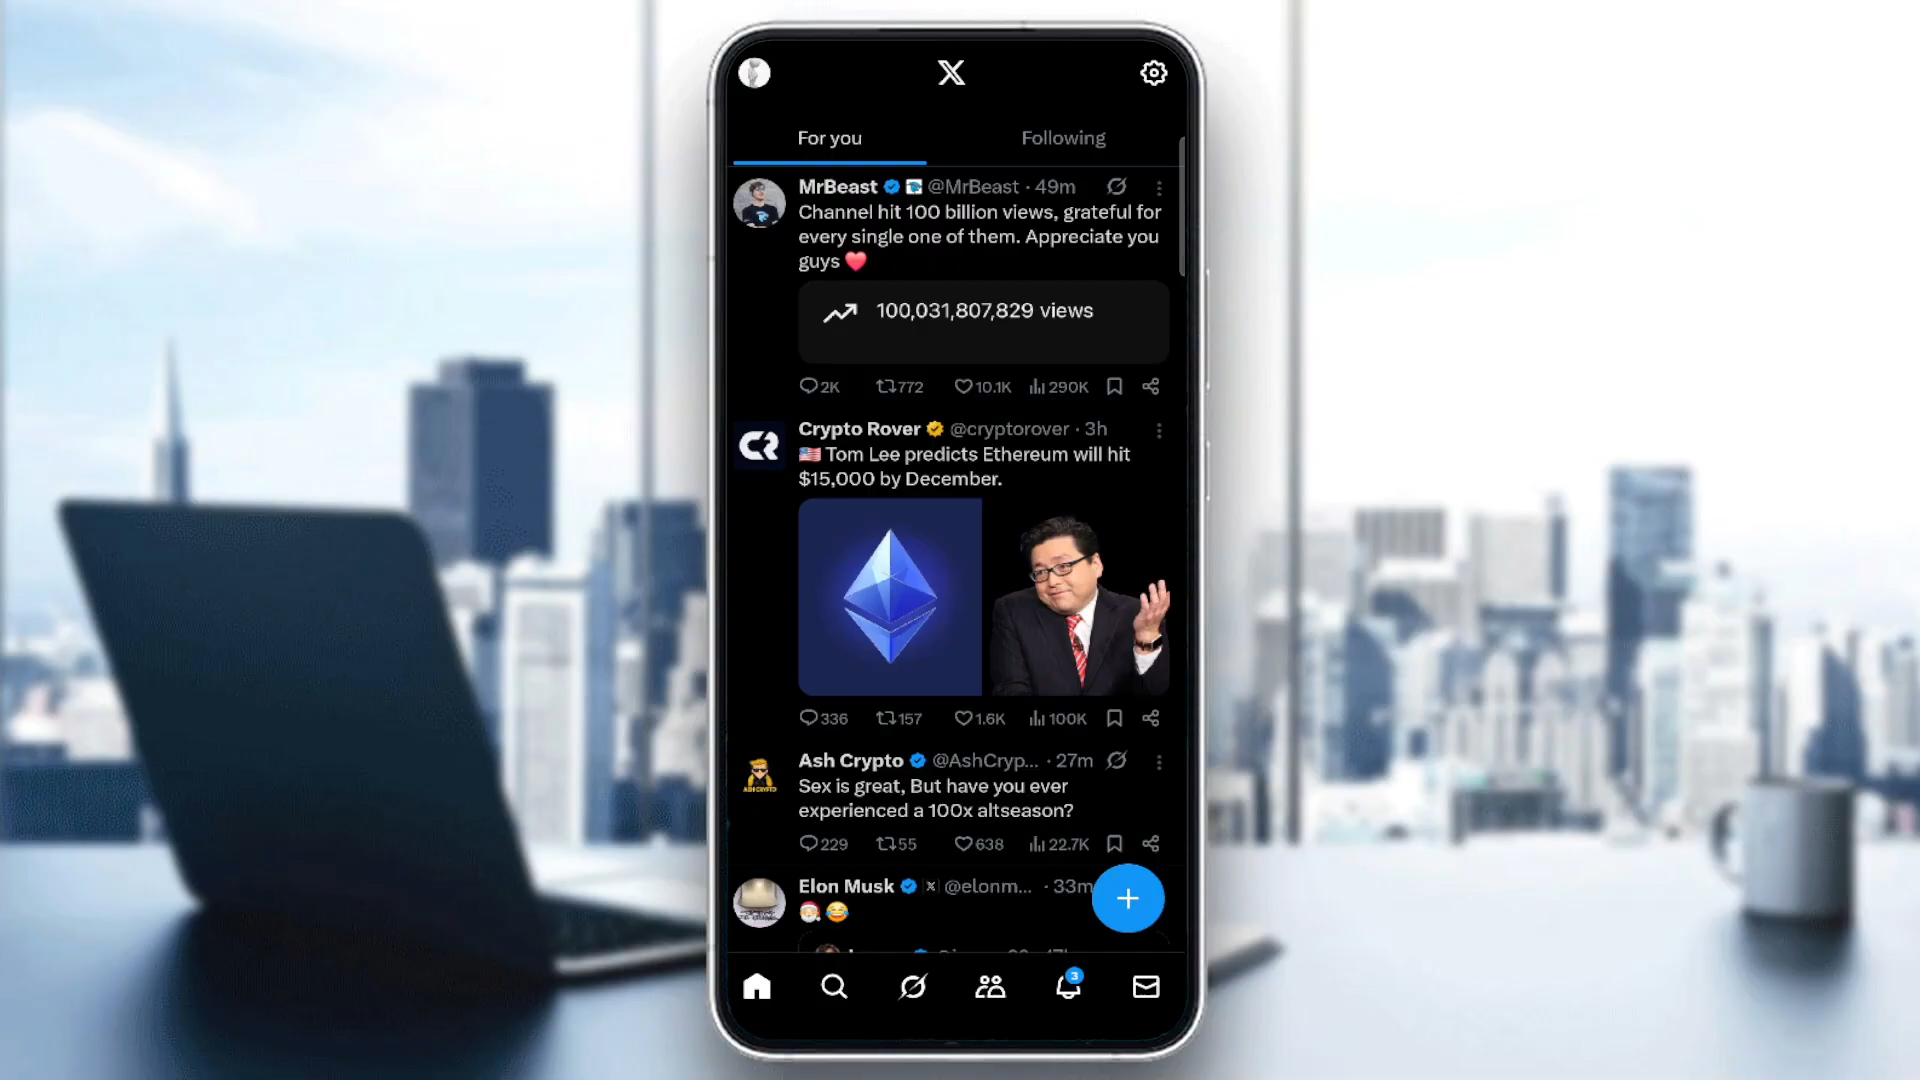 For you Following
MrBeast @MrBeast · 49m
Channel hit 100 billion views, grateful for
every single one of them. Appreciate you
guys ❤️
100,031,807,829 views
2K 772 10.1K 290K
Crypto Rover @cryptorover · 3h
🇺🇸 Tom Lee predicts Ethereum will hit
$15,000 by December.
336 157 1.6K 100K
Ash Crypto @AshCryp... · 27m
ASH CRYPTO
Sex is great, But have you ever
experienced a 100x altseason?
229 55 638 22.7K
Elon Musk @elonm... · 33m
🎅😂
3